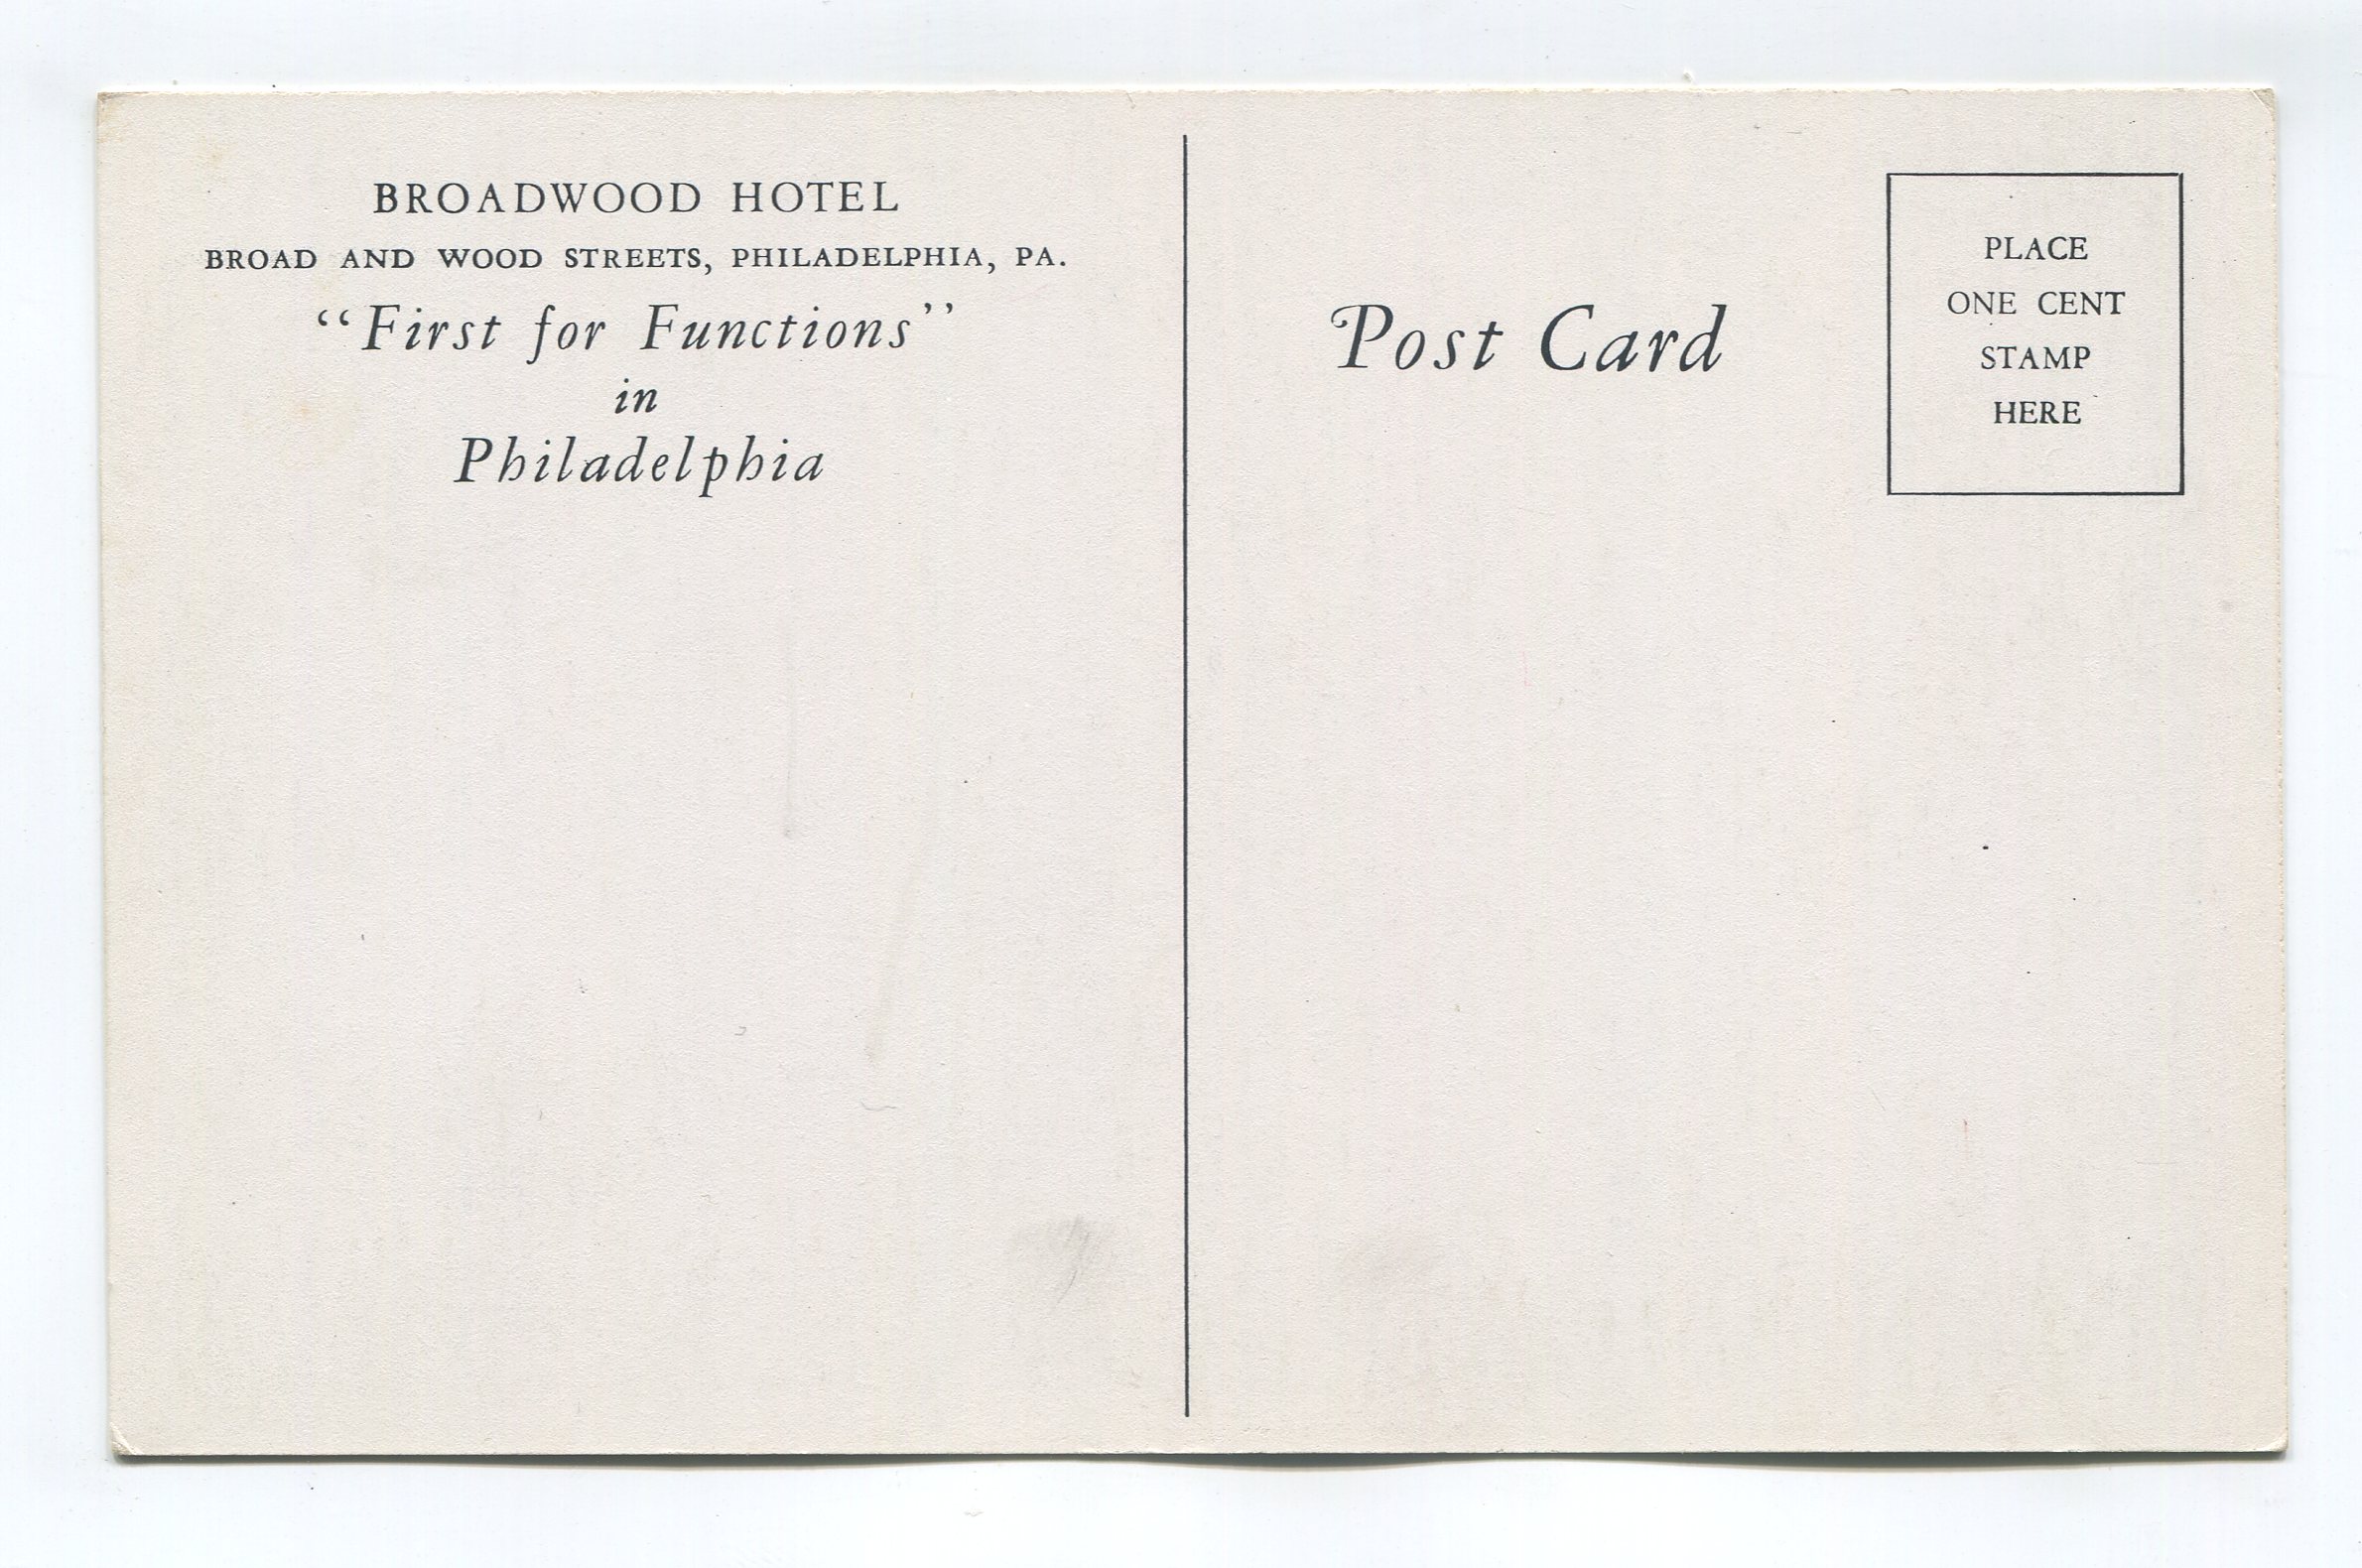 BROADWOOD HOTEL
BROAD AND WOOD STREETS, PHILADELPHIA, PA.
“First for Functions”
in
Philadelphia
Post Card
PLACE
ONE CENT
STAMP
HERE